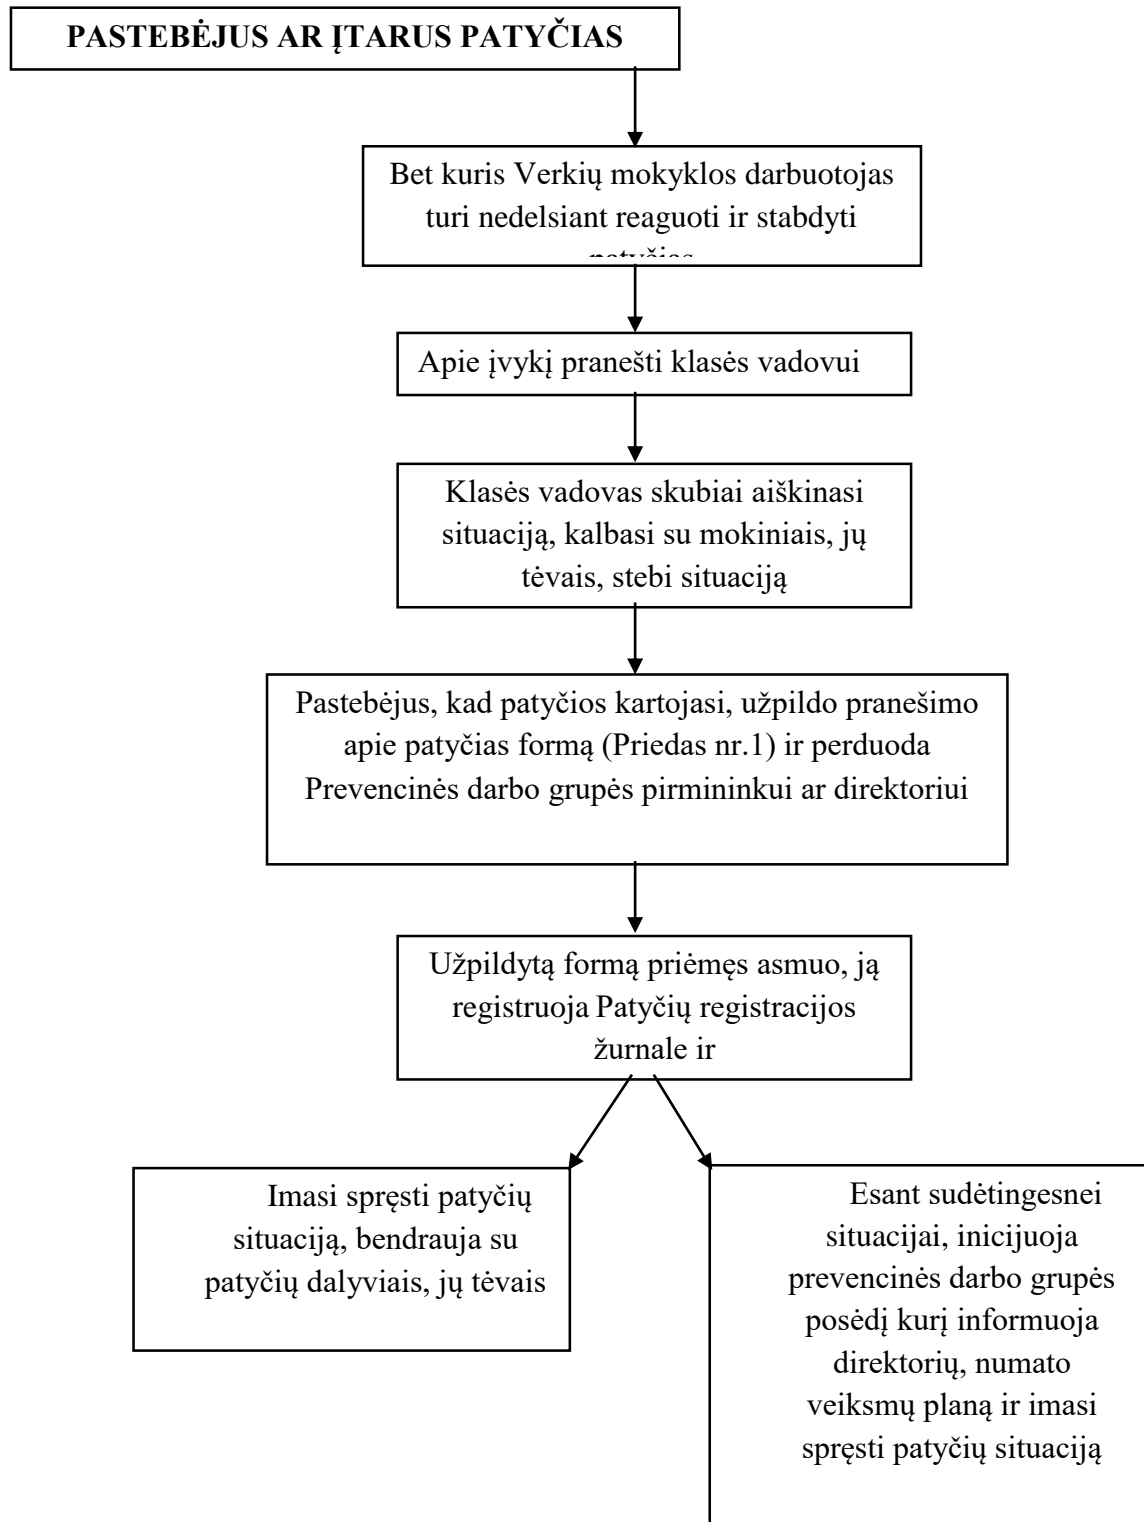 PASTEBĖJUS AR ĮTARUS PATYČIAS
Bet kuris Verkių mokyklos darbuotojas
turi nedelsiant reaguoti ir stabdyti
Apie įvykį pranešti klasės vadovui
Klasės vadovas skubiai aiškinasi
situaciją, kalbasi su mokiniais, jų
tėvais, stebi situaciją
Pastebėjus, kad patyčios kartojasi, užpildo pranešimo
apie patyčias formą (Priedas nr.1) ir perduoda
Prevencinės darbo grupės pirmininkui ar direktoriui
Užpildytą formą priėmęs asmuo, ją
registruoja Patyčių registracijos
žurnale ir
Imasi spręsti patyčių
situaciją, bendrauja su
patyčių dalyviais, jų tėvais
Esant sudėtingesnei
situacijai, inicijuoja
prevencinės darbo grupės
posėdį kurį informuoja
direktorių, numato
veiksmų planą ir imasi
spręsti patyčių situaciją